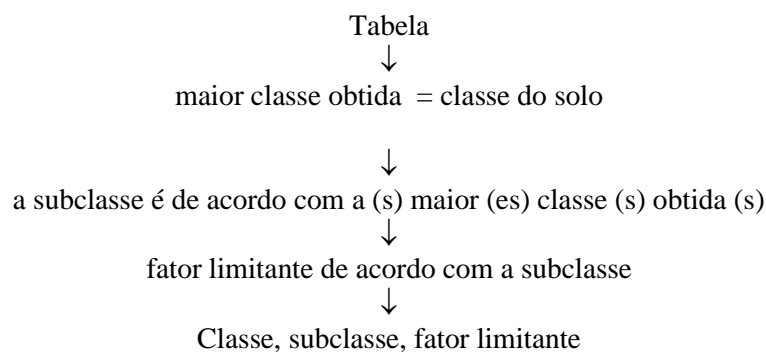 Tabela
↓
maior classe obtida = classe do solo
↓
a subclasse é de acordo com a (s) maior (es) classe (s) obtida (s)
↓
fator limitante de acordo com a subclasse
↓
Classe, subclasse, fator limitante